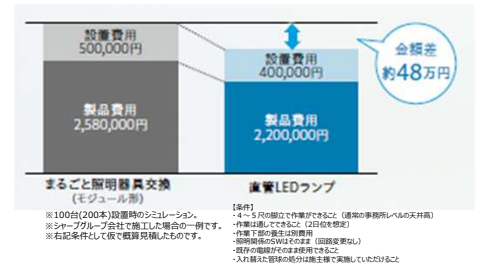 設置費用
500,000円
設置費用
400,000円
金額差
約48万円
製品費用
2,580,000円
製品費用
2,200,000円
まるごと照明器具交換
(モジュール形)
直管LEDランプ
※100台(200本)設置時のシミュレーション。
※シャープグループ会社で施工した場合の一例です。
※右記条件として仮で概算見積したものです。
【条件】
・4～5尺の脚立で作業ができること（通常の事務所レベルの天井高）
・作業は通しでできること（2日位を想定）
・作業下部の養生は別費用
・照明関係のSWはそのまま（回路変更なし）
・既存の電線がそのまま使用できること
・入れ替えた管球の処分は施主様で実施していただけること